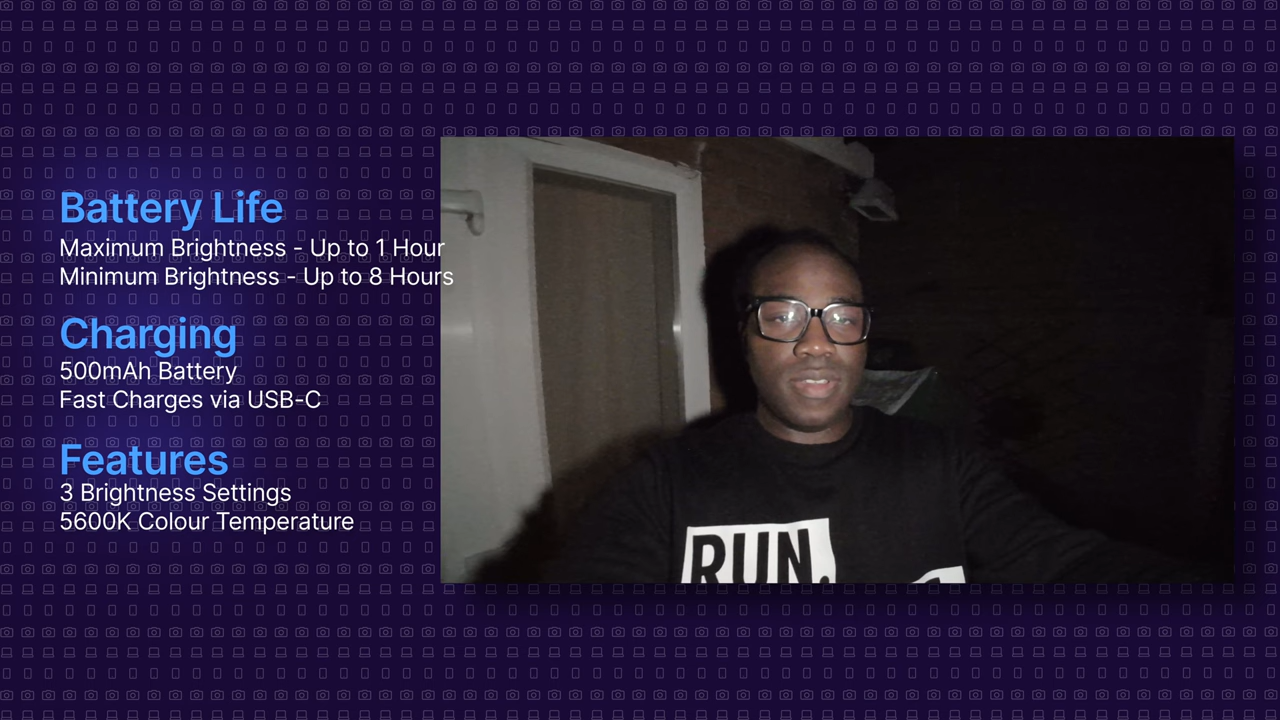 Battery Life
Maximum Brightness - Up to 1 Hour
Minimum Brightness - Up to 8 Hours
Charging
500mAh Battery
Fast Charges via USB-C
Features
3 Brightness Settings
5600K Colour Temperature
RUN.